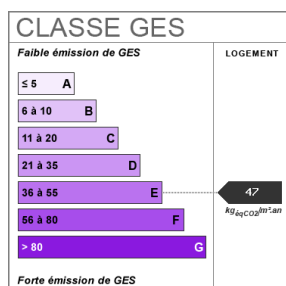 CLASSE GES
Faible émission de GES
LOGEMENT
≤ 5 A
6 à 10 B
11 à 20 C
21 à 35 D
36 à 55 E
47
kgéqCO2/m².an
56 à 80 F
> 80 G
Forte émission de GES